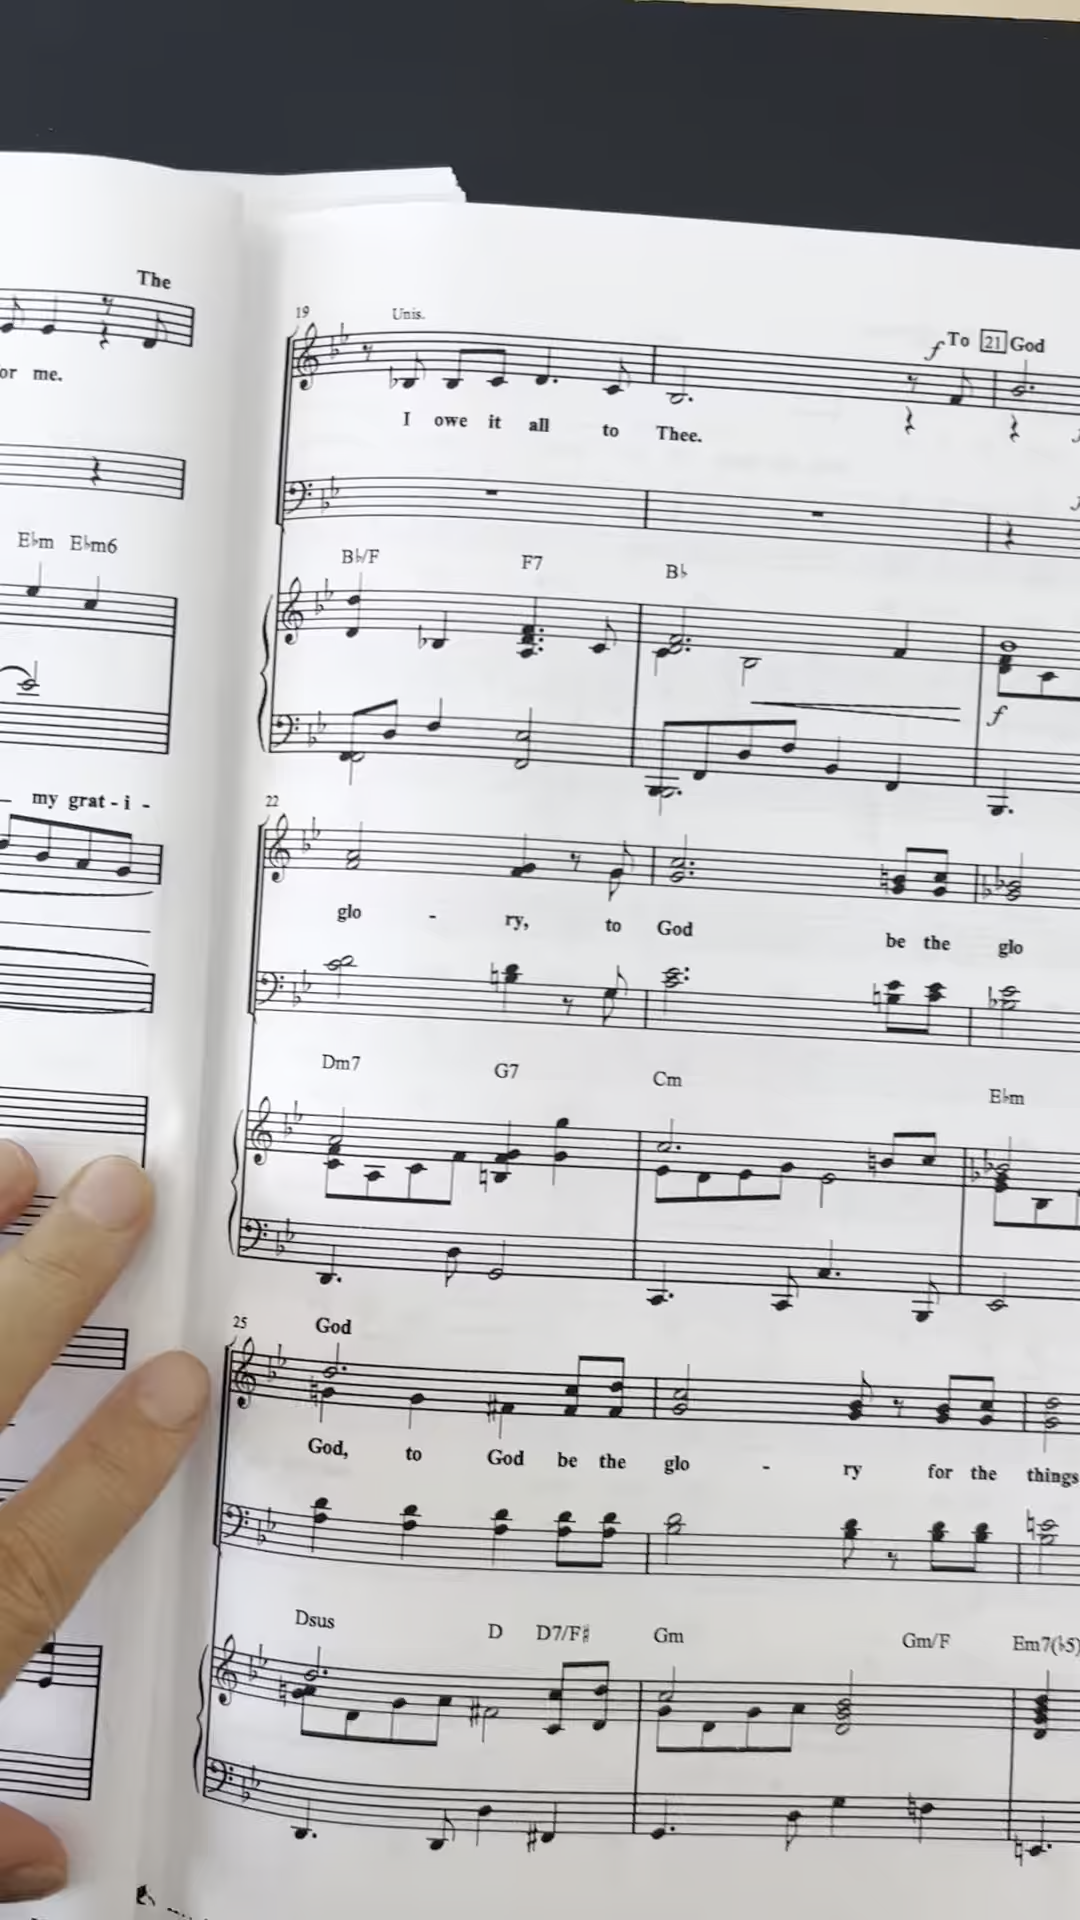 The
or me.
E♭m E♭m6
my grat - i -
19 Unis. f To 21 God
I owe it all to Thee.
B♭/F F7 B♭
f
22
glo - ry, to God be the glo
Dm7 G7 Cm E♭m
25 God
God, to God be the glo - ry for the things
Dsus D D7/F♯ Gm Gm/F Em7(♭5)